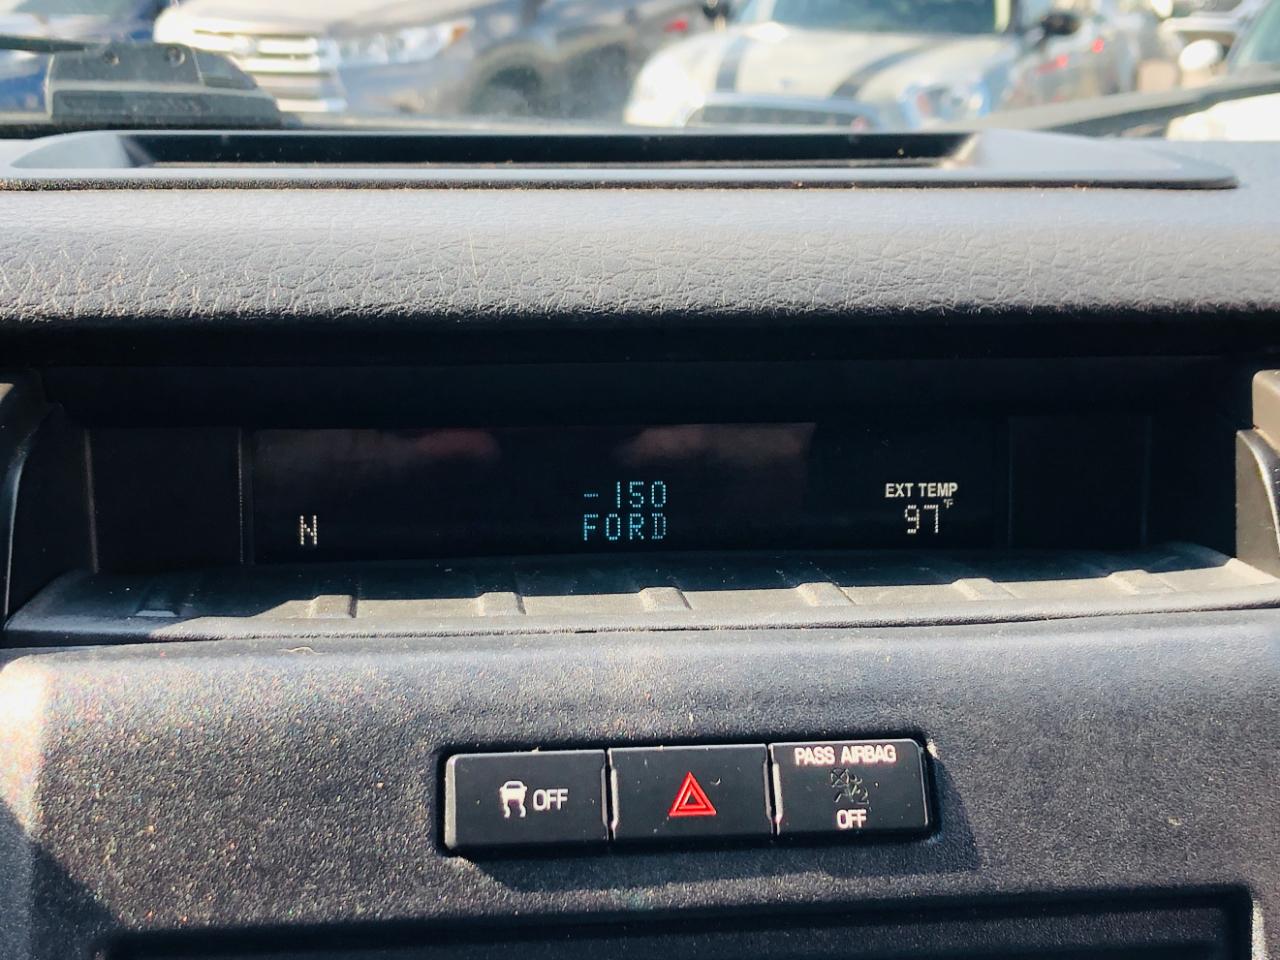 -150
FORD
N
EXT TEMP
97°F
OFF
PASS AIRBAG
OFF